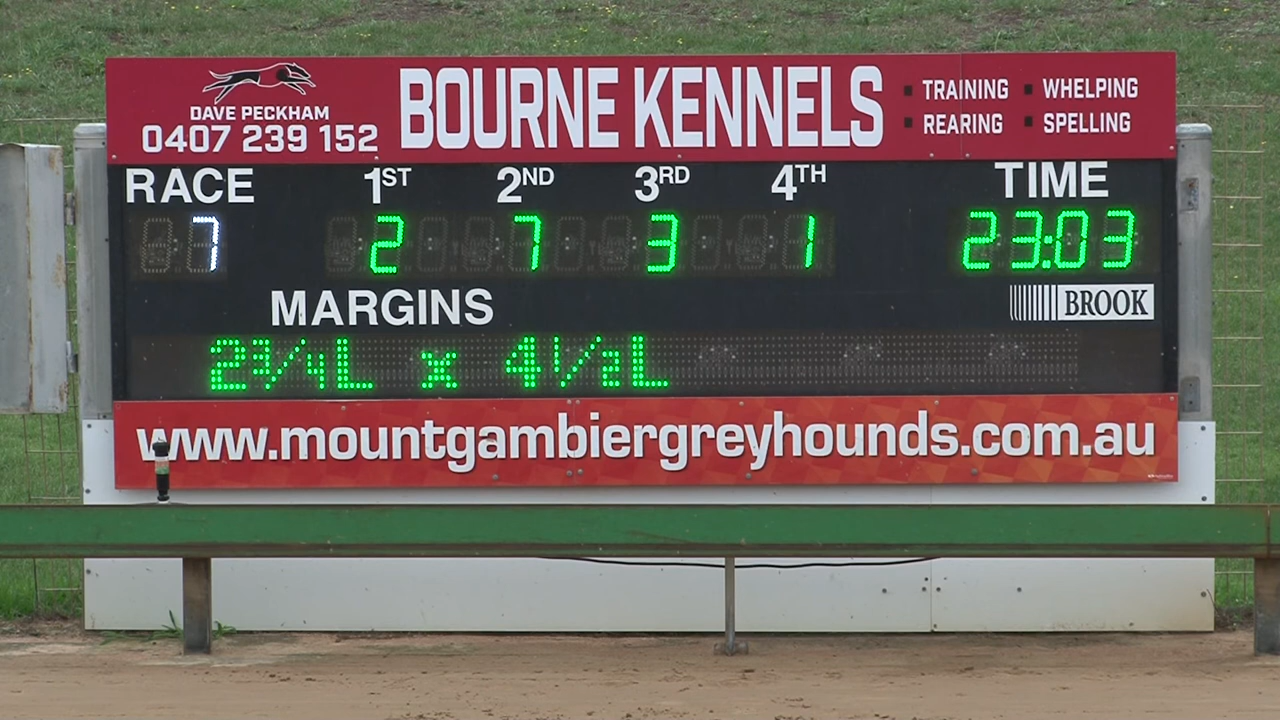 DAVE PECKHAM
0407 239 152
BOURNE KENNELS
TRAINING WHELPING
REARING SPELLING
RACE 1ST 2ND 3RD 4TH TIME
7 2 7 3 1 23:03
MARGINS
BROOK
2¾L x 4½L
www.mountgambiergreyhounds.com.au